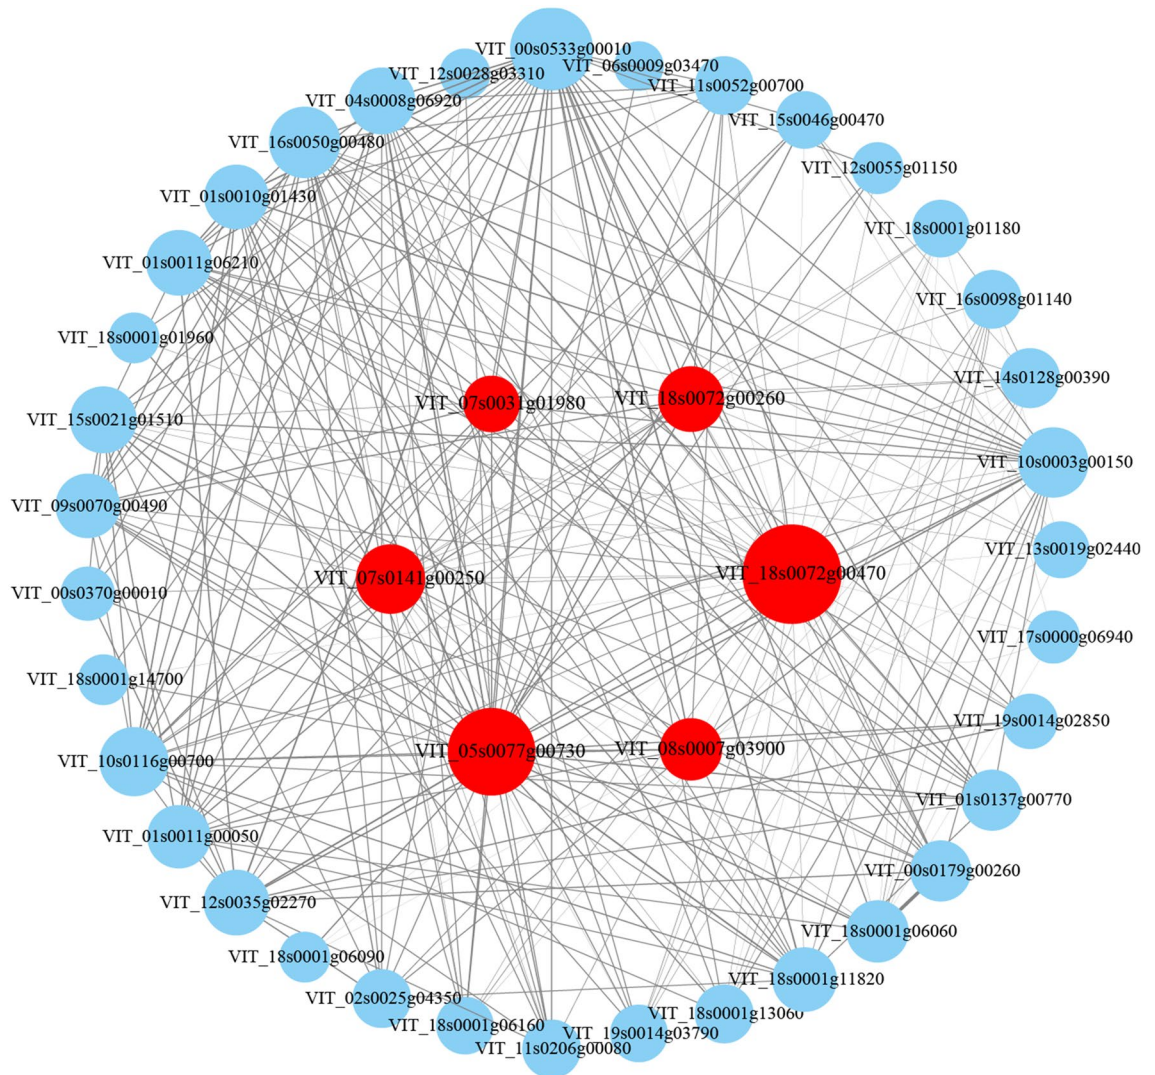 VIT_00s0533g00010
VIT_06s0009g03470
VIT_12s0028g03310
VIT_11s0052g00700
VIT_04s0008g06920
VIT_15s0046g00470
VIT_16s0050g00480
VIT_12s0055g01150
VIT_01s0010g01430
VIT_18s0001g01180
VIT_01s0011g06210
VIT_16s0098g01140
VIT_18s0001g01960
VIT_14s0128g00390
VIT_07s0031g01980
VIT_18s0072g00260
VIT_15s0021g01510
VIT_10s0003g00150
VIT_09s0070g00490
VIT_13s0019g02440
VIT_18s0072g00470
VIT_07s0141g00250
VIT_00s0370g00010
VIT_17s0000g06940
VIT_18s0001g14700
VIT_19s0014g02850
VIT_05s0077g00730
VIT_08s0007g03900
VIT_10s0116g00700
VIT_01s0137g00770
VIT_01s0011g00050
VIT_00s0179g00260
VIT_12s0035g02270
VIT_18s0001g06060
VIT_18s0001g06090
VIT_18s0001g11820
VIT_02s0025g04350
VIT_18s0001g13060
VIT_18s0001g06160
VIT_19s0014g03790
VIT_11s0206g00080